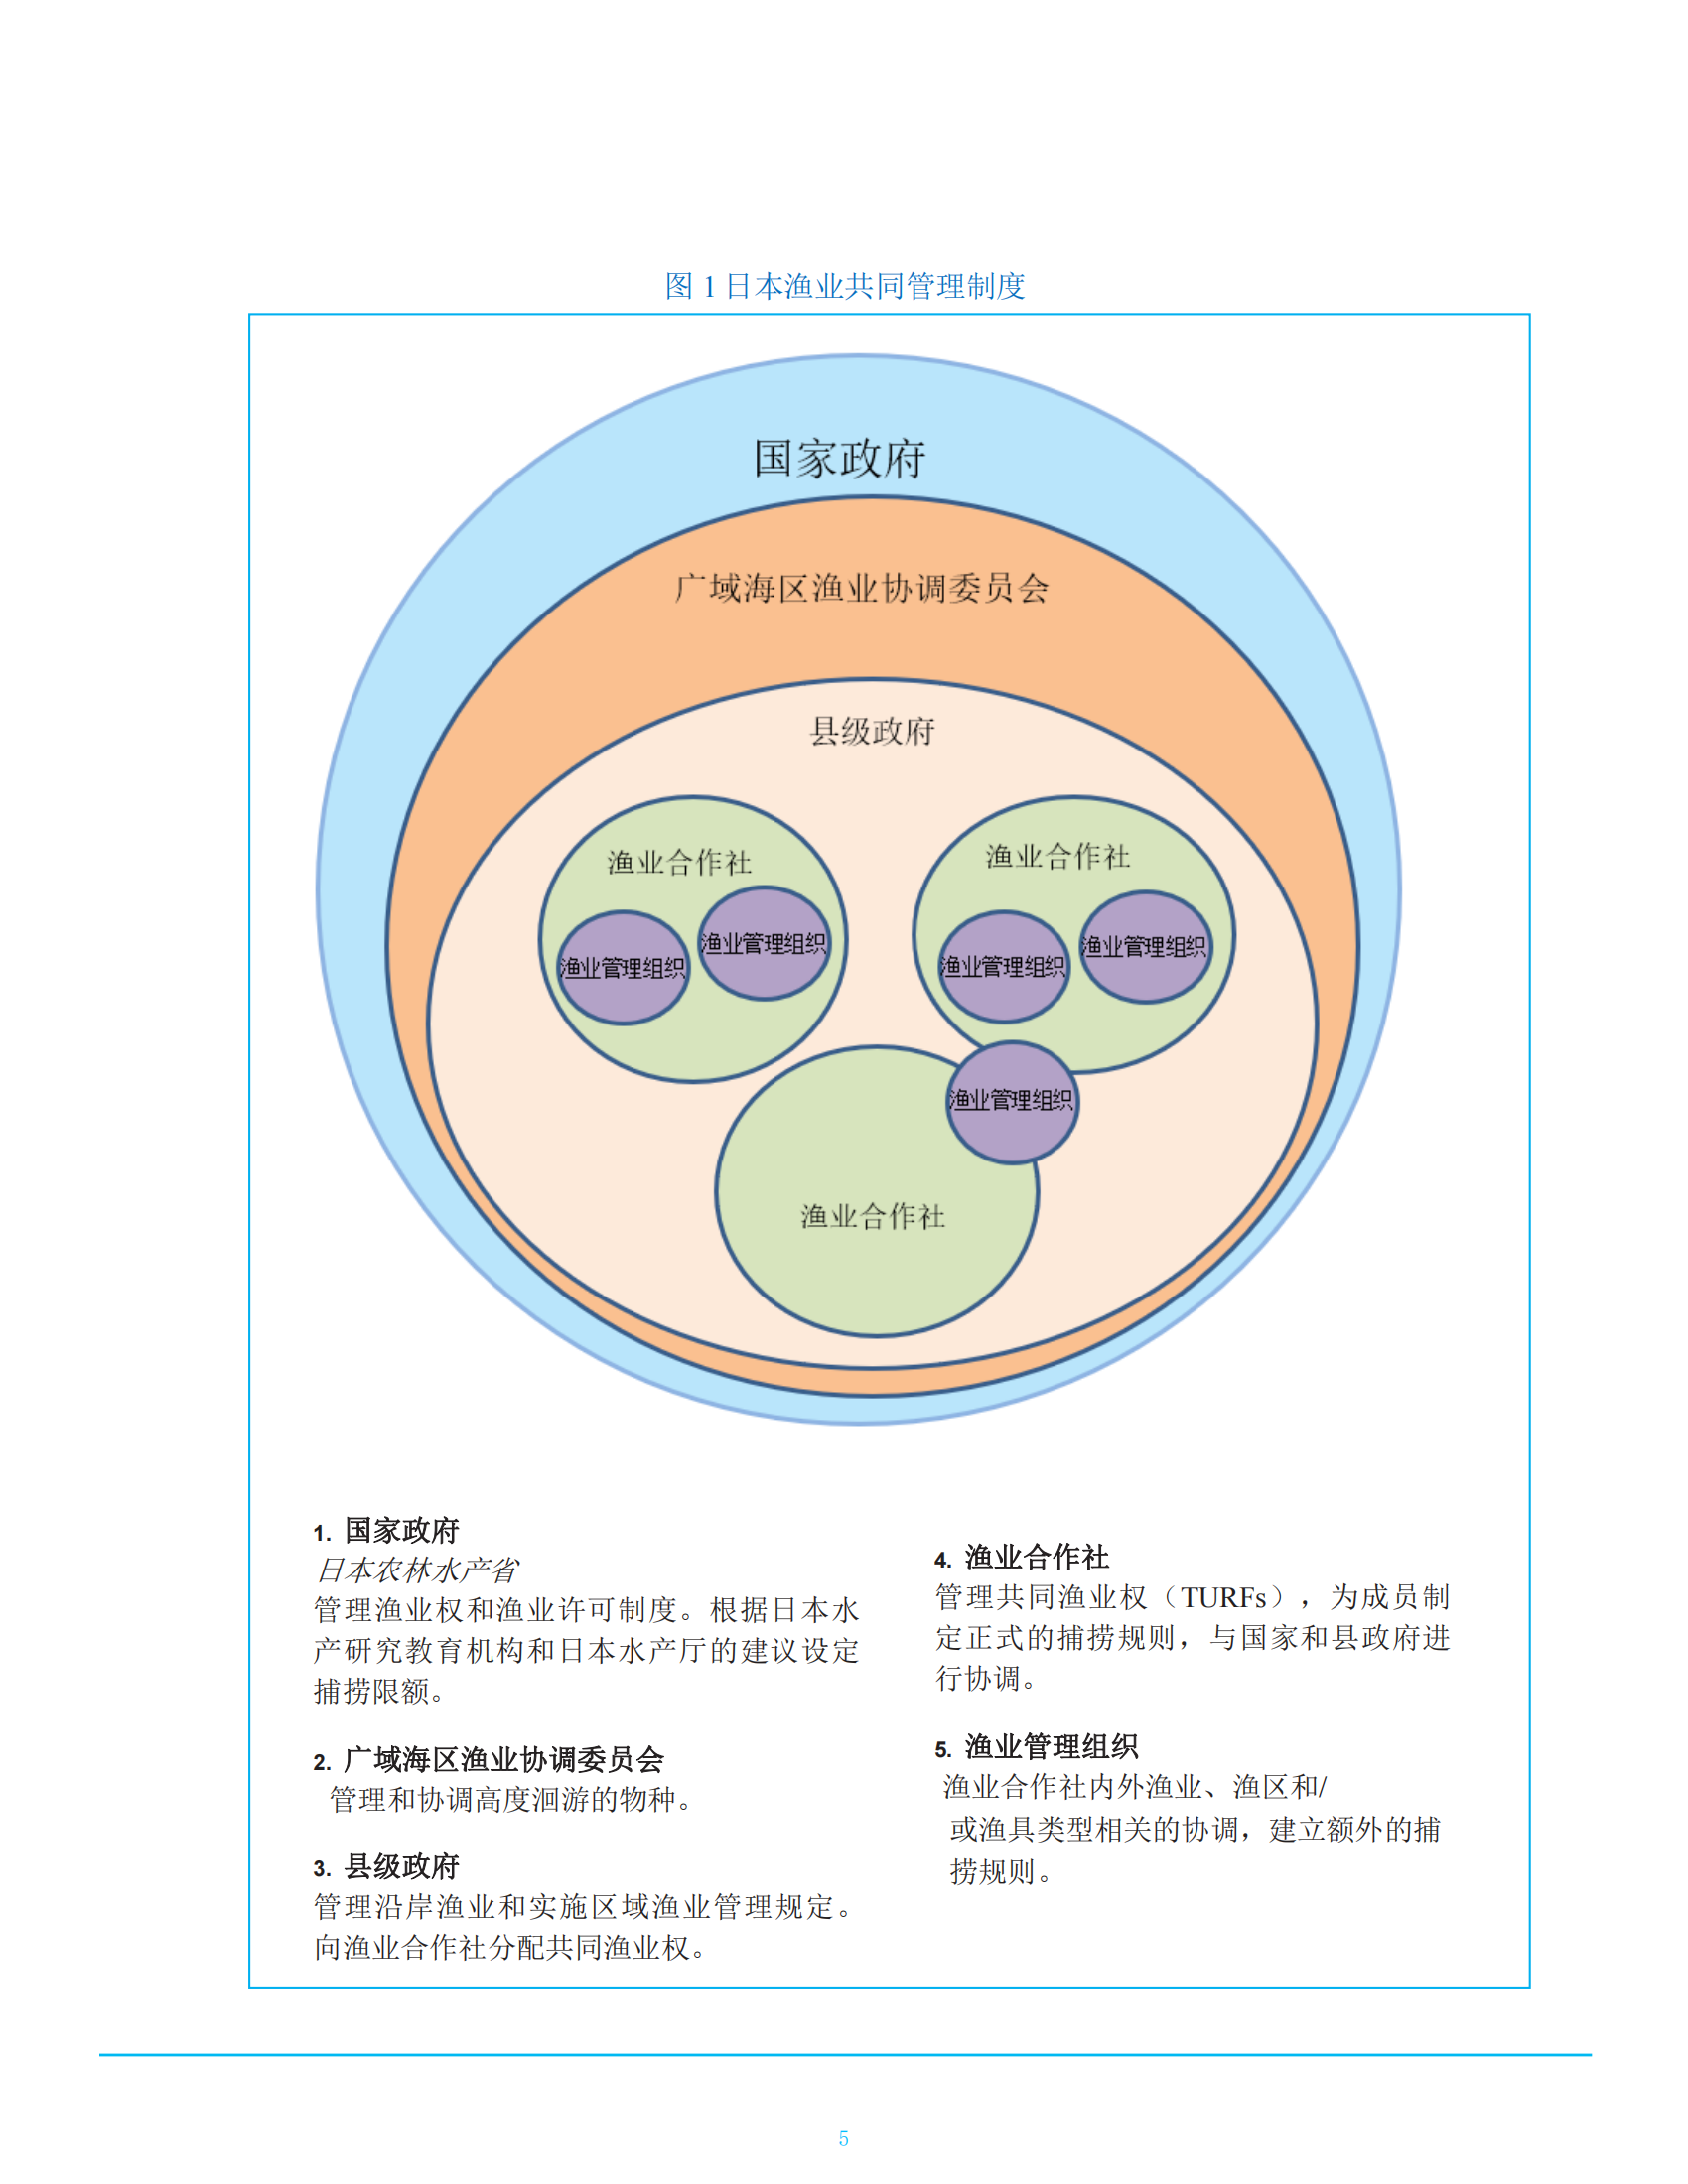 图 1 日本渔业共同管理制度
国家政府
广域海区渔业协调委员会
县级政府
渔业合作社
渔业合作社
渔业管理组织
渔业管理组织
渔业管理组织
渔业管理组织
渔业管理组织
渔业合作社
1. 国家政府
日本农林水产省
管理渔业权和渔业许可制度。根据日本水
产研究教育机构和日本水产厅的建议设定
捕捞限额。
2. 广域海区渔业协调委员会
管理和协调高度洄游的物种。
3. 县级政府
管理沿岸渔业和实施区域渔业管理规定。
向渔业合作社分配共同渔业权。
4. 渔业合作社
管理共同渔业权（TURFs），为成员制
定正式的捕捞规则，与国家和县政府进
行协调。
5. 渔业管理组织
渔业合作社内外渔业、渔区和/
或渔具类型相关的协调，建立额外的捕
捞规则。
5